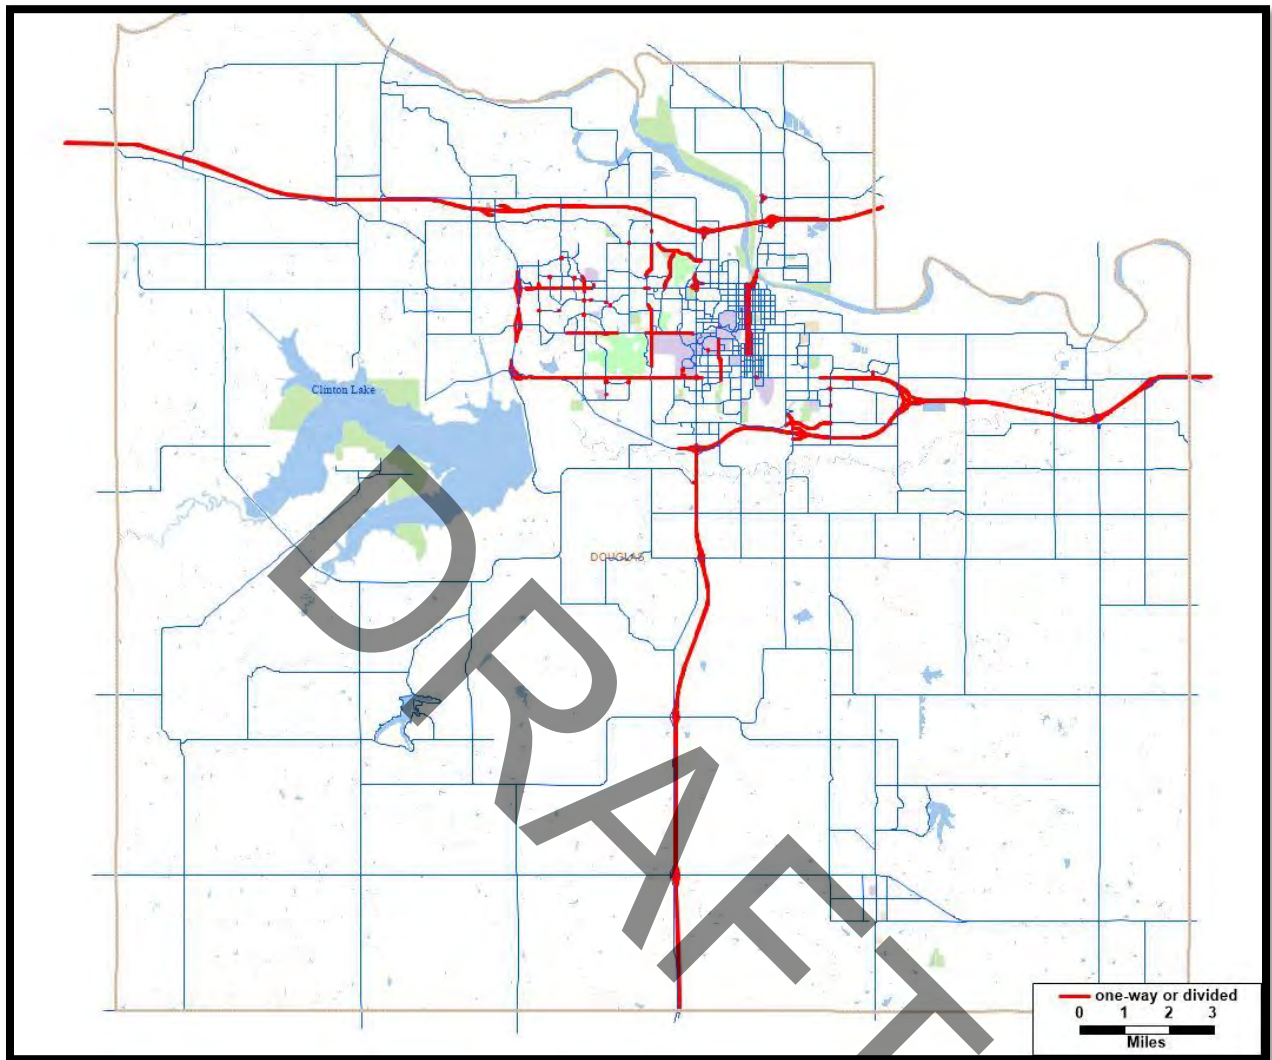 Clinton Lake
DOUGLAS
DRAFT
one-way or divided
0 1 2 3
Miles